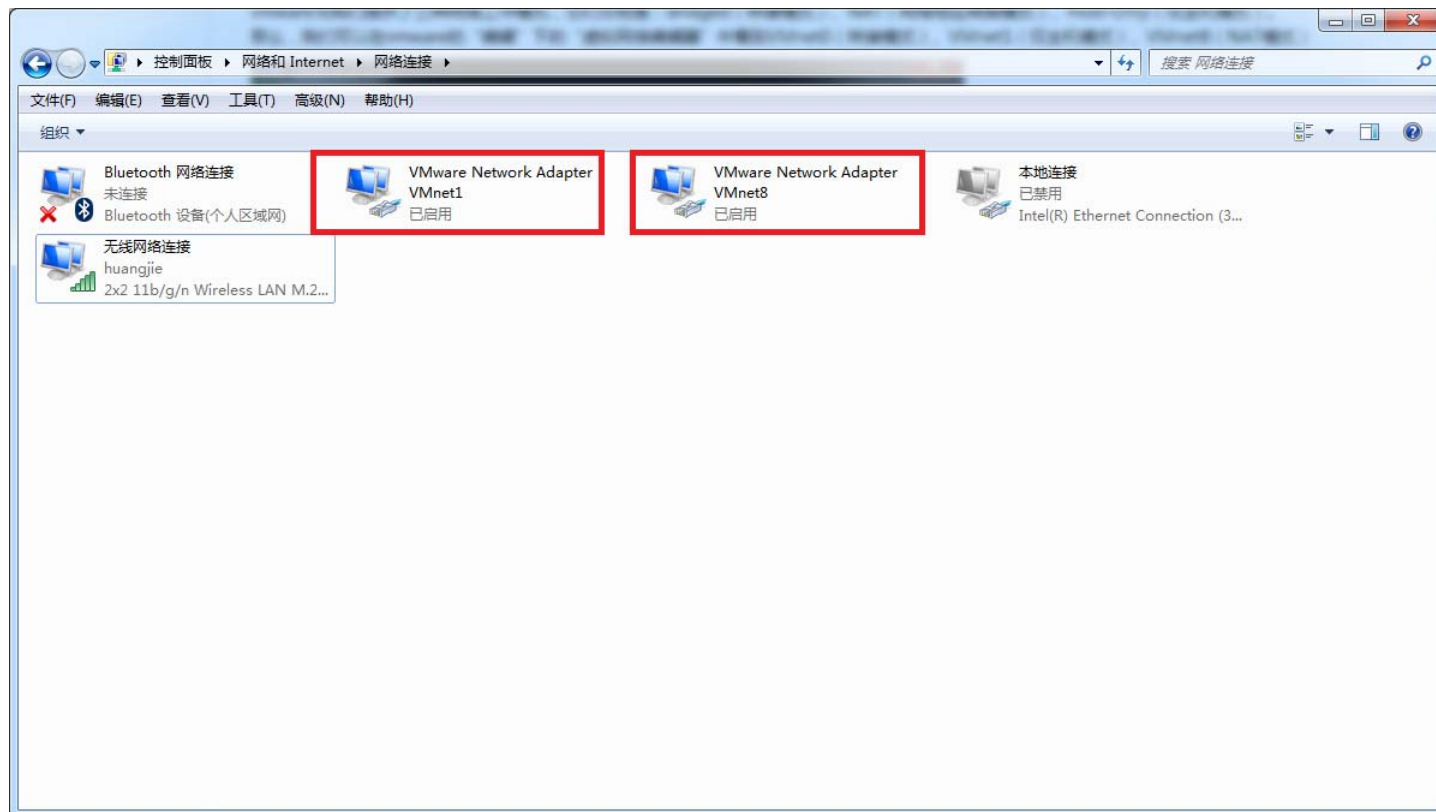 控制面板 网络和 Internet 网络连接
搜索 网络连接
文件(F) 编辑(E) 查看(V) 工具(T) 高级(N) 帮助(H)
组织
Bluetooth 网络连接
未连接
Bluetooth 设备(个人区域网)
VMware Network Adapter
VMnet1
已启用
VMware Network Adapter
VMnet8
已启用
本地连接
已禁用
Intel(R) Ethernet Connection (3...
无线网络连接
huangjie
2x2 11b/g/n Wireless LAN M.2...